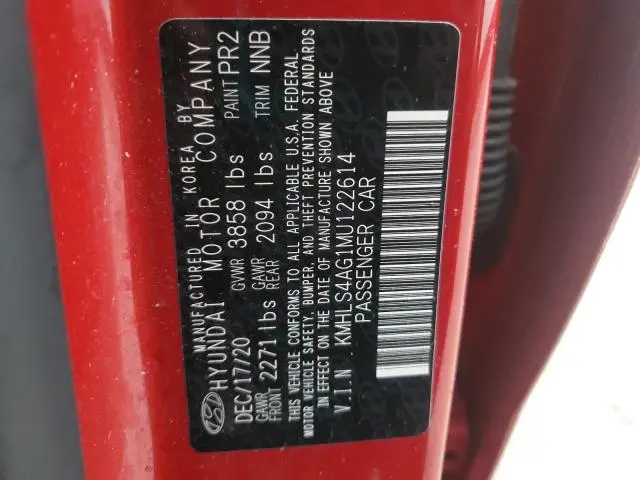 MANUFACTURED IN KOREA BY
HYUNDAI MOTOR COMPANY
DEC/17/20 GVWR 3858 lbs PAINT PR2
GAWR FRONT 2271 lbs GAWR REAR 2094 lbs TRIM NNB
THIS VEHICLE CONFORMS TO ALL APPLICABLE U.S.A. FEDERAL
MOTOR VEHICLE SAFETY, BUMPER, AND THEFT PREVENTION STANDARDS
IN EFFECT ON THE DATE OF MANUFACTURE SHOWN ABOVE
V.I.N. KMHLS4AG1MU122614
PASSENGER CAR